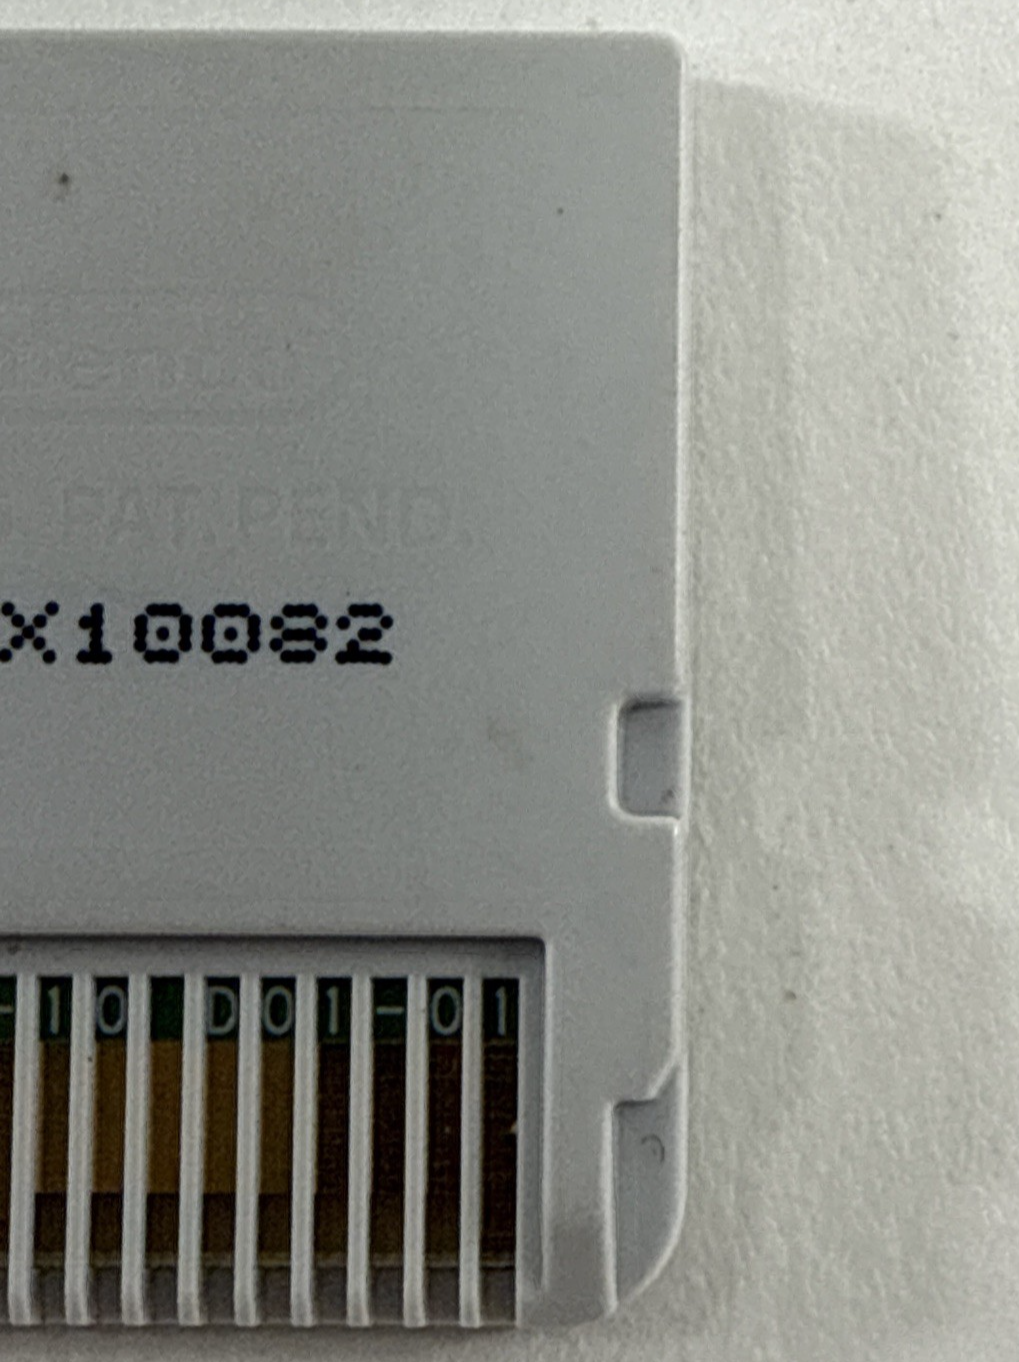 PAT. PEND.
X10082
-10 D01-01